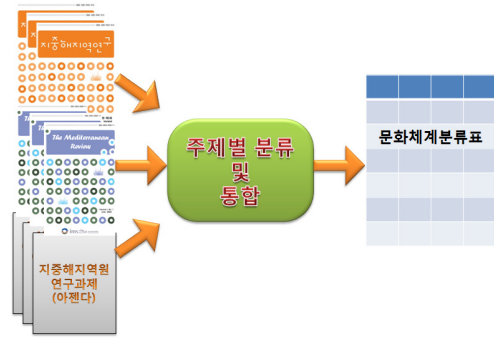 지중해지역연구
The Mediterranean
Review
지중해지역원
연구과제
(아젠다)
주제별 분류
및
통합
문화체계분류표